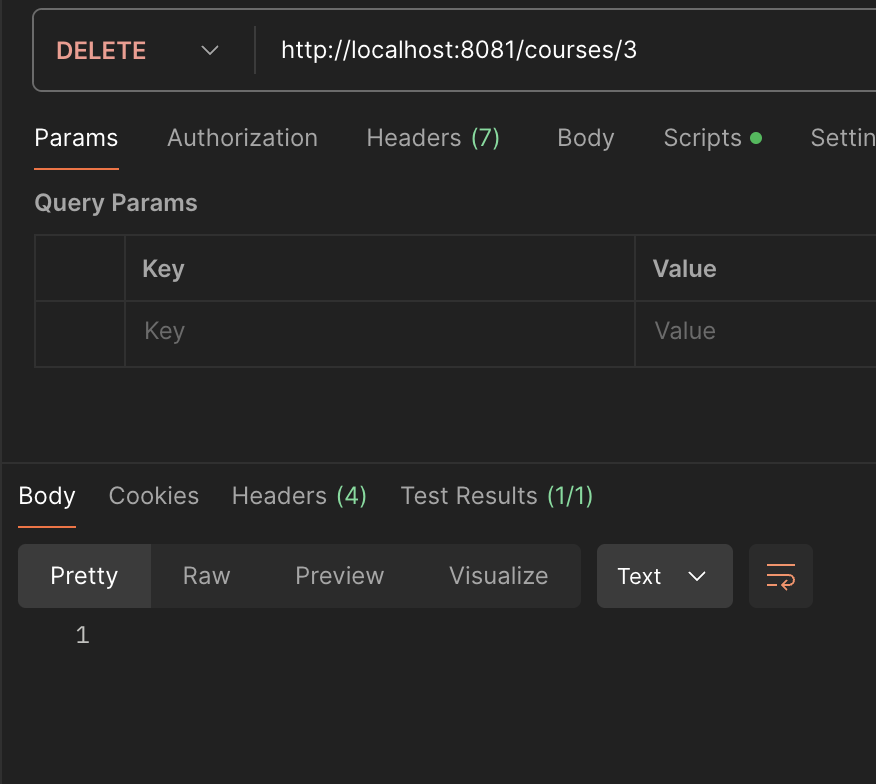 DELETE http://localhost:8081/courses/3
Params Authorization Headers (7) Body Scripts Settin
Query Params
Key Value
Key Value
Body Cookies Headers (4) Test Results (1/1)
Pretty Raw Preview Visualize Text
1